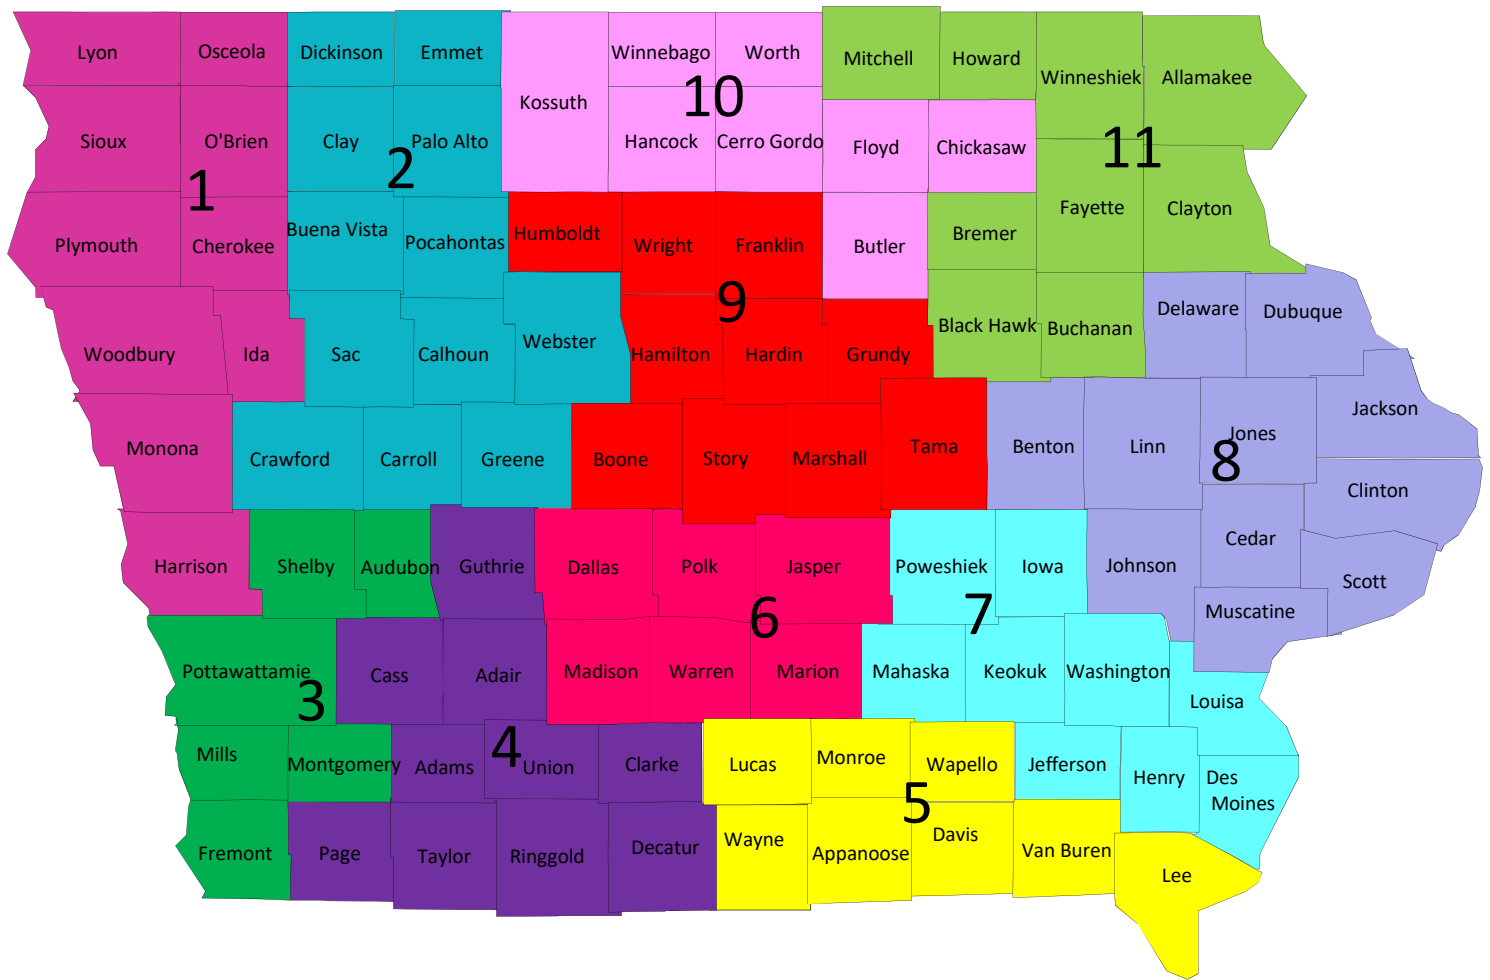 Lyon
Osceola
Dickinson
Emmet
Kossuth
Winnebago
Worth
Mitchell
Howard
Winneshiek
Allamakee
10
Sioux
O'Brien
Clay
Palo Alto
Hancock
Cerro Gordo
Floyd
Chickasaw
11
1
2
Plymouth
Cherokee
Buena Vista
Pocahontas
Humboldt
Wright
Franklin
Butler
Bremer
Fayette
Clayton
9
Woodbury
Ida
Sac
Calhoun
Webster
Hamilton
Hardin
Grundy
Black Hawk
Buchanan
Delaware
Dubuque
Monona
Crawford
Carroll
Greene
Boone
Story
Marshall
Tama
Benton
Linn
Jones
Jackson
8
Clinton
Harrison
Shelby
Audubon
Guthrie
Dallas
Polk
Jasper
Poweshiek
Iowa
Johnson
Cedar
Scott
Muscatine
6
7
Pottawattamie
Cass
Adair
Madison
Warren
Marion
Mahaska
Keokuk
Washington
Louisa
3
4
Mills
Montgomery
Adams
Union
Clarke
Lucas
Monroe
Wapello
Jefferson
Henry
Des
Moines
5
Fremont
Page
Taylor
Ringgold
Decatur
Wayne
Appanoose
Davis
Van Buren
Lee